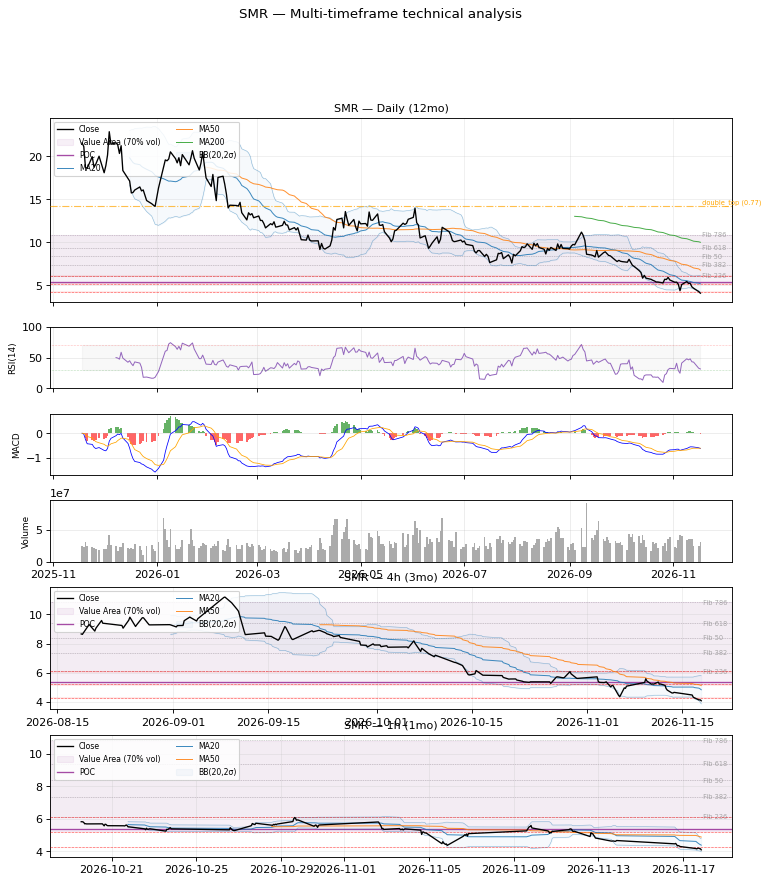 SMR — Multi-timeframe technical analysis
SMR — Daily (12mo)
Close
Value Area (70% vol)
POC
MA20
MA50
MA200
BB(20,2σ)
20
15
10
5
double_top (0.77)
Fib 786
Fib 618
Fib 50
Fib 382
Fib 236
RSI(14)
100
50
0
MACD
0
−1
1e7
Volume
5
0
2025-11
2026-01
2026-03
2026-05
2026-07
2026-09
2026-11
SMR — 4h (3mo)
Close
Value Area (70% vol)
POC
MA20
MA50
BB(20,2σ)
10
8
6
4
Fib 786
Fib 618
Fib 50
Fib 382
Fib 236
2026-08-15
2026-09-01
2026-09-15
2026-10-01
2026-10-15
2026-11-01
2026-11-15
SMR — 1h (1mo)
Close
Value Area (70% vol)
POC
MA20
MA50
BB(20,2σ)
10
8
6
4
Fib 786
Fib 618
Fib 50
Fib 382
Fib 236
2026-10-21
2026-10-25
2026-10-29
2026-11-01
2026-11-05
2026-11-09
2026-11-13
2026-11-17